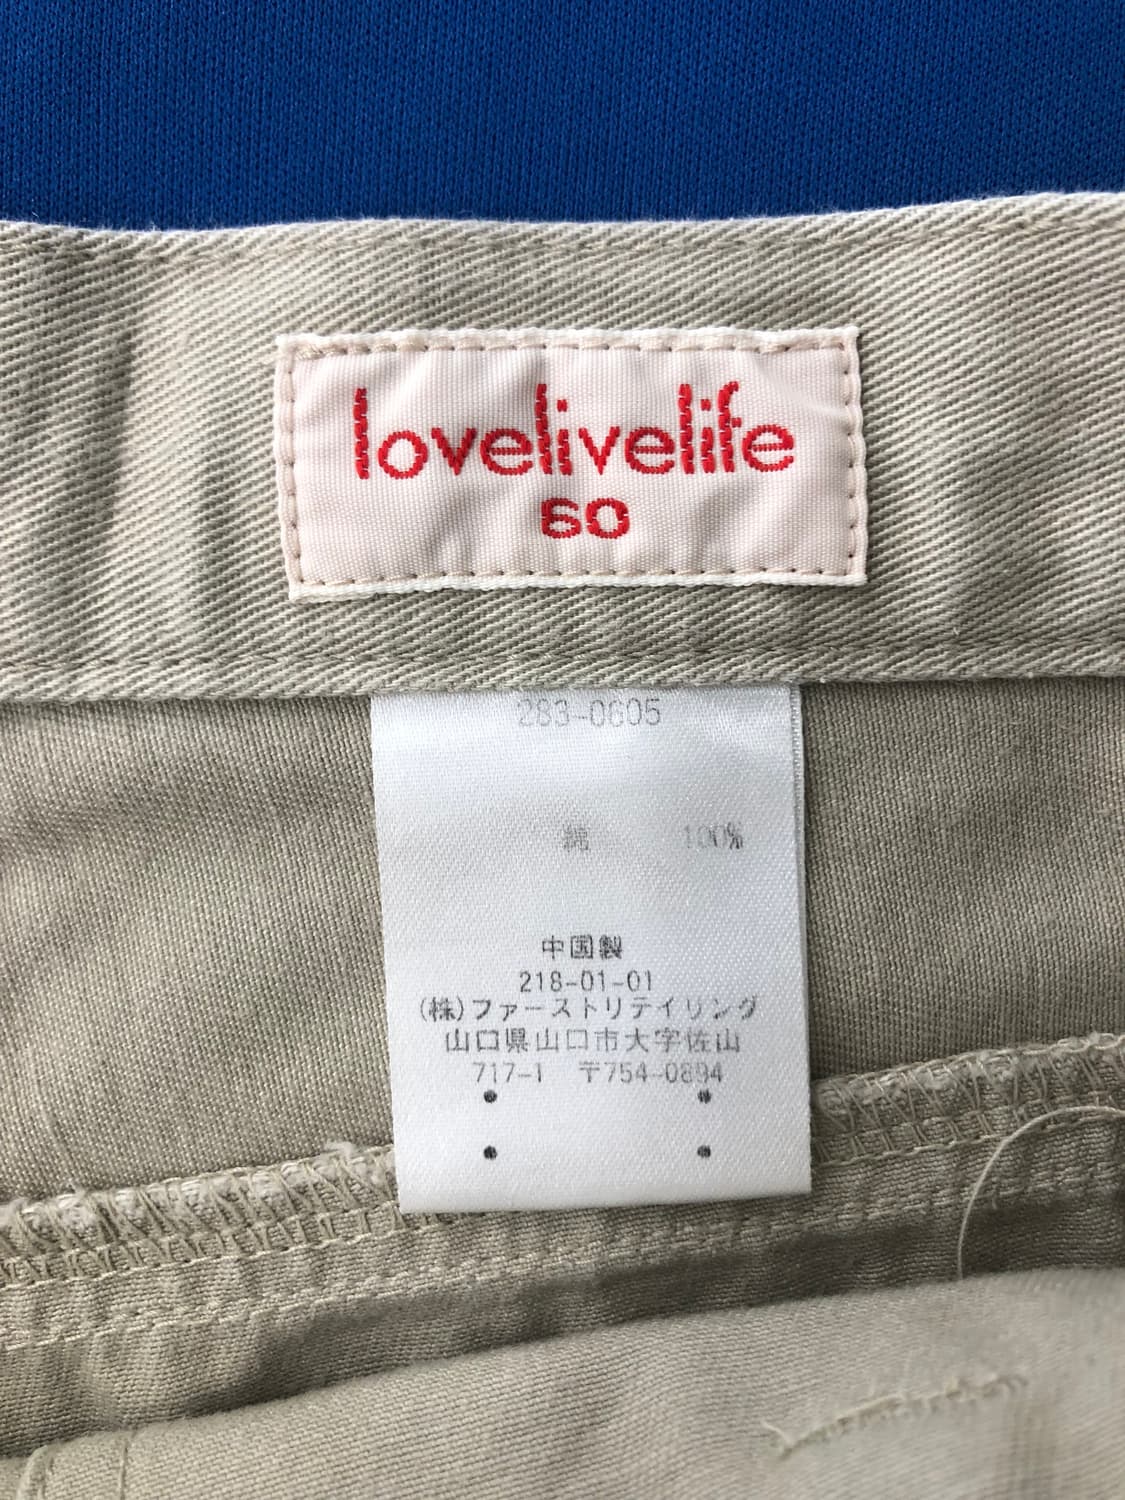 lovelivelife
60
283-0605
綿 100%
中国製
218-01-01
(株)ファーストリテイリング
山口県山口市大字佐山
717-1 〒754-0894